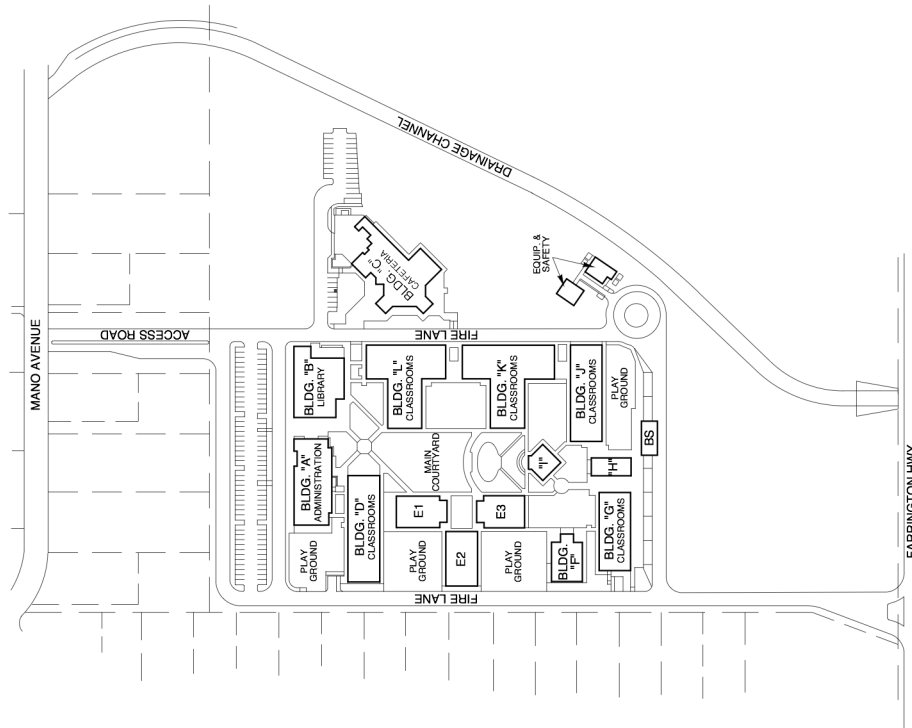 DRAINAGE CHANNEL
MANO AVENUE
ACCESS ROAD
BLDG. "C"
CAFETERIA
EQUIP. &
SAFETY
FIRE LANE
BLDG. "B"
LIBRARY
BLDG. "L"
CLASSROOMS
BLDG. "K"
CLASSROOMS
BLDG. "J"
CLASSROOMS
PLAY
GROUND
BS
BLDG. "A"
ADMINISTRATION
MAIN
COURTYARD
"I"
"H"
BLDG. "D"
CLASSROOMS
E1
E3
BLDG. "G"
CLASSROOMS
PLAY
GROUND
PLAY
GROUND
E2
PLAY
GROUND
BLDG.
"F"
FIRE LANE
FARRINGTON HWY